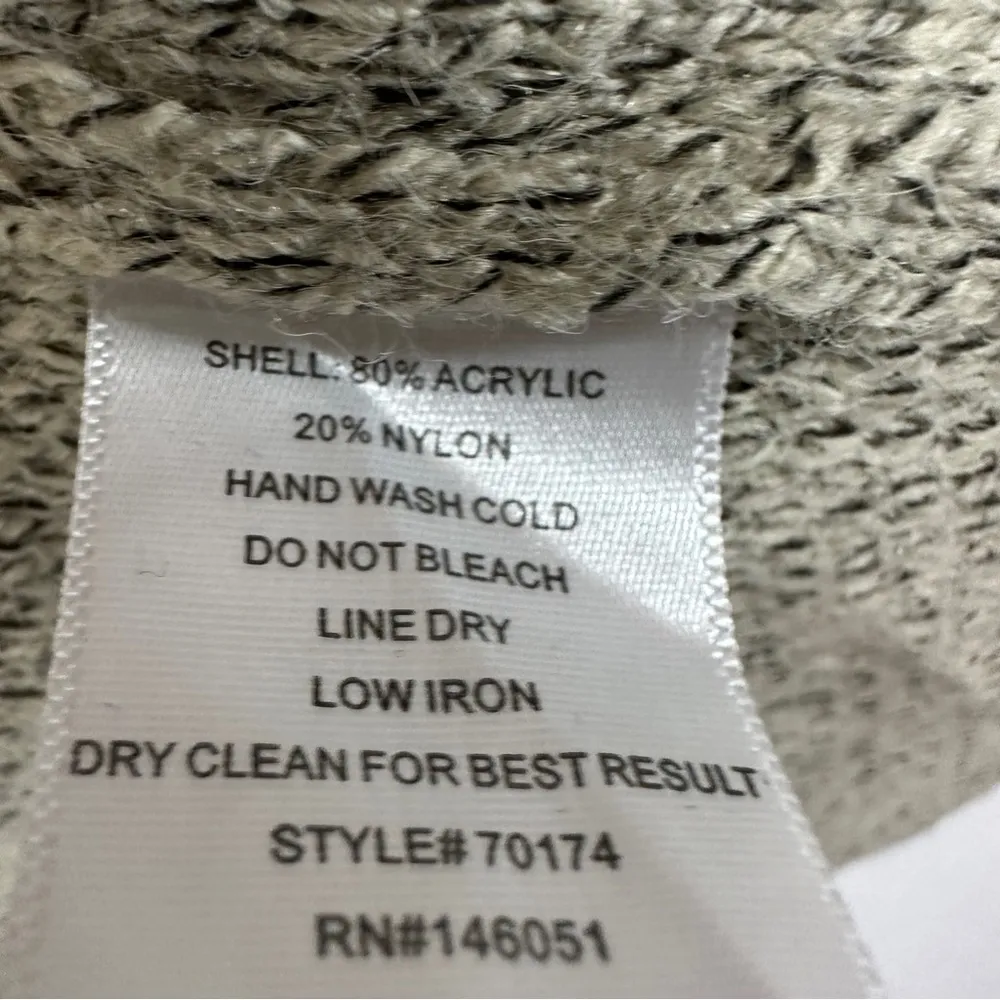 SHELL: 80% ACRYLIC
20% NYLON
HAND WASH COLD
DO NOT BLEACH
LINE DRY
LOW IRON
DRY CLEAN FOR BEST RESULT
STYLE# 70174
RN#146051